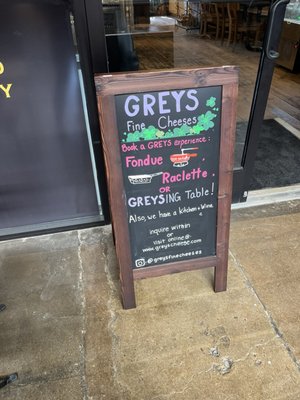 GREYS
Fine Cheeses
Book a GREYS experience:
Fondue
Raclette
OR
GREYSING Table!
Also, we have a kitchen & wine
inquire within
or
visit online@
www.greyscheese.com
@greysfinecheeses